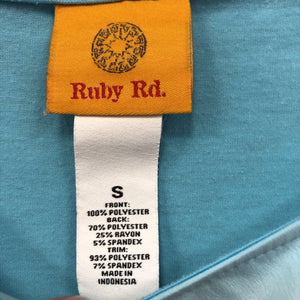 Ruby Rd.
S
FRONT:
100% POLYESTER
BACK:
70% POLYESTER
25% RAYON
5% SPANDEX
TRIM:
93% POLYESTER
7% SPANDEX
MADE IN
INDONESIA